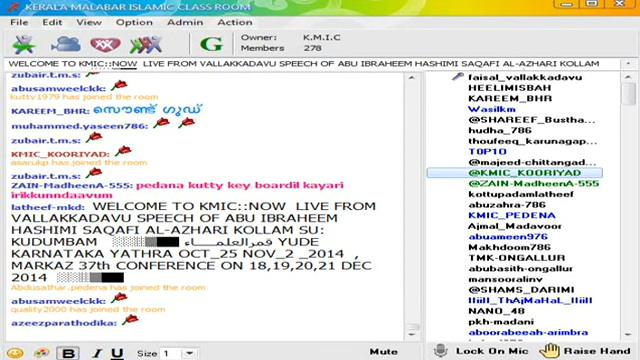 KERALA MALABAR ISLAMIC CLASS ROOM
File Edit View Option Admin Action
G Owner: K.M.I.C
Members 278
WELCOME TO KMIC::NOW LIVE FROM VALLAKKADAVU SPEECH OF ABU IBRAHEEM HASHIMI SAQAFI AL-AZHARI KOLLAM
zubair.t.m.s:
abusamweelckk:
kutty1979 has joined the room
KAREEM_BHR: സൌണ്ട് ഗുഡ്
muhammed.yaseen786:
zubair.t.m.s:
KMIC_KOORIYAD:
asarukp has joined the room
zubair.t.m.s:
ZAIN-MadheenA-555: pedana kutty key boardil kayari
irikkunndaavum
latheef-mkd: WELCOME TO KMIC::NOW LIVE FROM
VALLAKKADAVU SPEECH OF ABU IBRAHEEM
HASHIMI SAQAFI AL-AZHARI KOLLAM SU:
KUDUMBAM ░░▒▒▓▓██ قمرالعلمـــاء YUDE
KARNATAKA YATHRA OCT_25 NOV_2 _2014 ,
MARKAZ 37th CONFERENCE ON 18,19,20,21 DEC
2014 ░░▒▒▓▓██
Abdusathar.pedena has joined the room
abusamweelckk:
quality2000 has joined the room
azeezparathodika:
faisal_vallakkadavu
HEELIMISBAH
KAREEM_BHR
Wasilkm
@SHAREEF_Bustha...
hudha_786
thoufeeq_karunagap...
TOP10
@majeed-chittangad...
@KMIC_KOORIYAD
@ZAIN-MadheenA-555
kottupadamlatheef
abuzahra-786
KMIC_PEDENA
Ajmal_Madavoor
abuameen976
Makhdoom786
TMK-ONGALLUR
abubasith-ongallur
mansooralinv
@SHAMS_DARIMI
IIiiII_ThAjMaHaL_IIiiII
NANO_48
pkh-madani
aboorabeeah-arimbra
B I U Size 1 Mute Lock On Mic Raise Hand